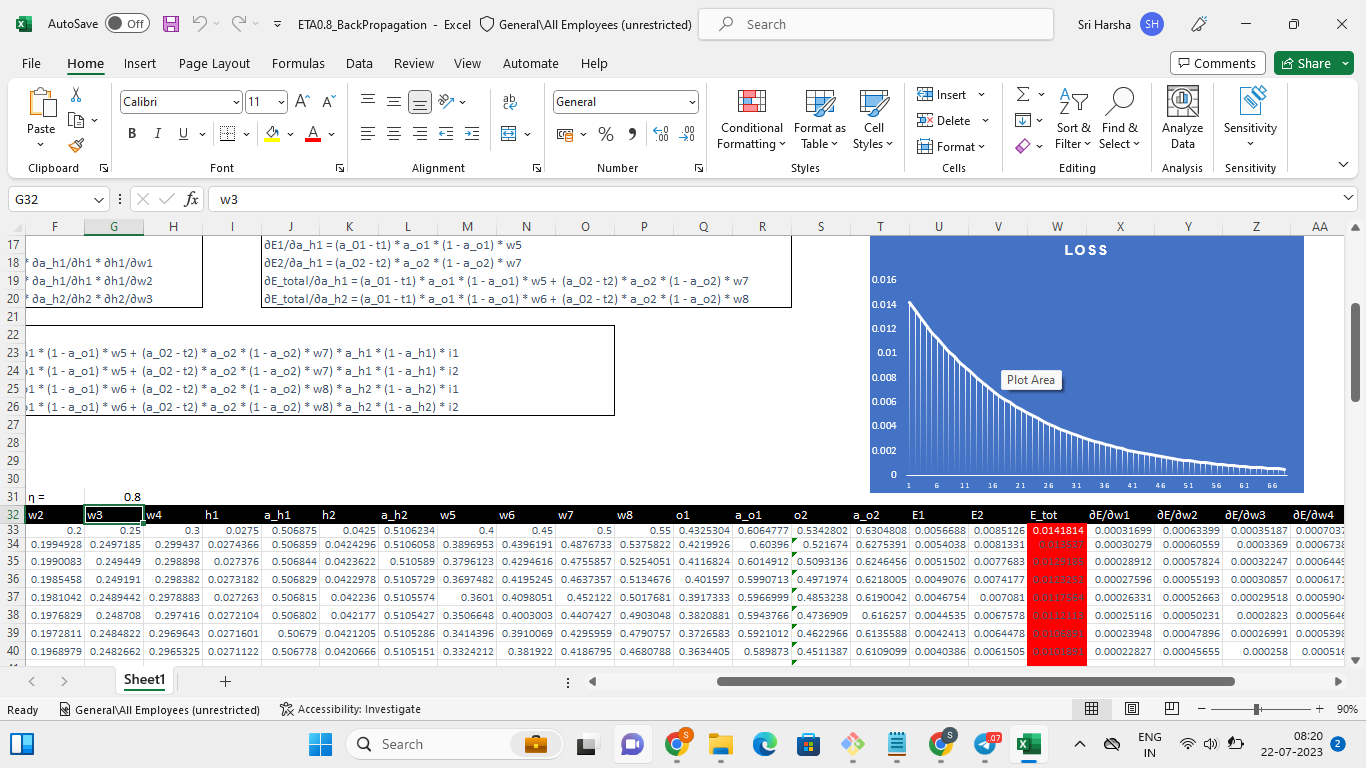 AutoSave Off ETA0.8_BackPropagation - Excel General\All Employees (unrestricted) Search Sri Harsha SH
File Home Insert Page Layout Formulas Data Review View Automate Help Comments Share
Paste Calibri 11 A^ Aˇ ab General Insert
B I U A % , Delete
Conditional Formatting Format as Table Cell Styles Format Sort & Filter Find & Select Analyze Data Sensitivity
Clipboard Font Alignment Number Styles Cells Editing Analysis Sensitivity
G32 fx w3
F G H I J K L M N O P Q R S T U V W X Y Z AA
17 ∂E1/∂a_h1 = (a_01 - t1) * a_o1 * (1 - a_o1) * w5
18 * ∂a_h1/∂h1 * ∂h1/∂w1 ∂E2/∂a_h1 = (a_02 - t2) * a_o2 * (1 - a_o2) * w7
19 * ∂a_h1/∂h1 * ∂h1/∂w2 ∂E_total/∂a_h1 = (a_01 - t1) * a_o1 * (1 - a_o1) * w5 + (a_02 - t2) * a_o2 * (1 - a_o2) * w7
20 * ∂a_h2/∂h2 * ∂h2/∂w3 ∂E_total/∂a_h2 = (a_01 - t1) * a_o1 * (1 - a_o1) * w6 + (a_02 - t2) * a_o2 * (1 - a_o2) * w8
21
22
23 o1 * (1 - a_o1) * w5 + (a_02 - t2) * a_o2 * (1 - a_o2) * w7) * a_h1 * (1 - a_h1) * i1
24 o1 * (1 - a_o1) * w5 + (a_02 - t2) * a_o2 * (1 - a_o2) * w7) * a_h1 * (1 - a_h1) * i2
25 o1 * (1 - a_o1) * w6 + (a_02 - t2) * a_o2 * (1 - a_o2) * w8) * a_h2 * (1 - a_h2) * i1
26 o1 * (1 - a_o1) * w6 + (a_02 - t2) * a_o2 * (1 - a_o2) * w8) * a_h2 * (1 - a_h2) * i2
27
28
29
30
LOSS
0.016
0.014
0.012
0.01
0.008
0.006
0.004
0.002
0
Plot Area
1 6 11 16 21 26 31 36 41 46 51 56 61 66
31 η = 0.8
32 w2 w3 w4 h1 a_h1 h2 a_h2 w5 w6 w7 w8 o1 a_o1 o2 a_o2 E1 E2 E_tot ∂E/∂w1 ∂E/∂w2 ∂E/∂w3 ∂E/∂w4
33 0.2 0.25 0.3 0.0275 0.506875 0.0425 0.5106234 0.4 0.45 0.5 0.55 0.4325304 0.6064777 0.5342802 0.6304808 0.0056688 0.0085126 0.0141814 0.00031699 0.00063399 0.00035187 0.0007037
34 0.1994928 0.2497185 0.299437 0.0274366 0.506859 0.0424296 0.5106058 0.3896953 0.4396191 0.4876733 0.5375822 0.4219926 0.60396 0.521674 0.6275391 0.0054038 0.0081331 0.00030279 0.00060559 0.0003369 0.0006738
35 0.1990083 0.249449 0.298898 0.027376 0.506844 0.0423622 0.510589 0.3796123 0.4294616 0.4755857 0.5254051 0.4116824 0.6014912 0.5093136 0.6246456 0.0051502 0.0077683 0.00028912 0.00057824 0.00032247 0.0006449
36 0.1985458 0.249191 0.298382 0.0273182 0.506829 0.0422978 0.5105729 0.3697482 0.4195245 0.4637357 0.5134676 0.401597 0.5990713 0.4971974 0.6218005 0.0049076 0.0074177 0.00027596 0.00055193 0.00030857 0.0006171
37 0.1981042 0.2489442 0.2978883 0.027263 0.506815 0.042236 0.5105574 0.3601 0.4098051 0.452122 0.5017681 0.3917333 0.5966999 0.4853238 0.6190042 0.0046754 0.007081 0.00026331 0.00052663 0.00029518 0.0005904
38 0.1976829 0.248708 0.297416 0.0272104 0.506802 0.042177 0.5105427 0.3506648 0.4003003 0.4407427 0.4903048 0.3820881 0.5943766 0.4736909 0.616257 0.0044535 0.0067578 0.00025116 0.00050231 0.0002823 0.0005646
39 0.1972811 0.2484822 0.2969643 0.0271601 0.50679 0.0421205 0.5105286 0.3414396 0.3910069 0.4295959 0.4790757 0.3726583 0.5921012 0.4622966 0.6135588 0.0042413 0.0064478 0.00023948 0.00047896 0.00026991 0.0005398
40 0.1968979 0.2482662 0.2965325 0.0271122 0.506778 0.0420666 0.5105151 0.3324212 0.381922 0.4186795 0.4680788 0.3634405 0.589873 0.4511387 0.6109099 0.0040386 0.0061505 0.0101891 0.00022827 0.00045655 0.000258 0.000516
Sheet1
Ready General\All Employees (unrestricted) Accessibility: Investigate 90%
Search ENG IN 08:20 22-07-2023 2